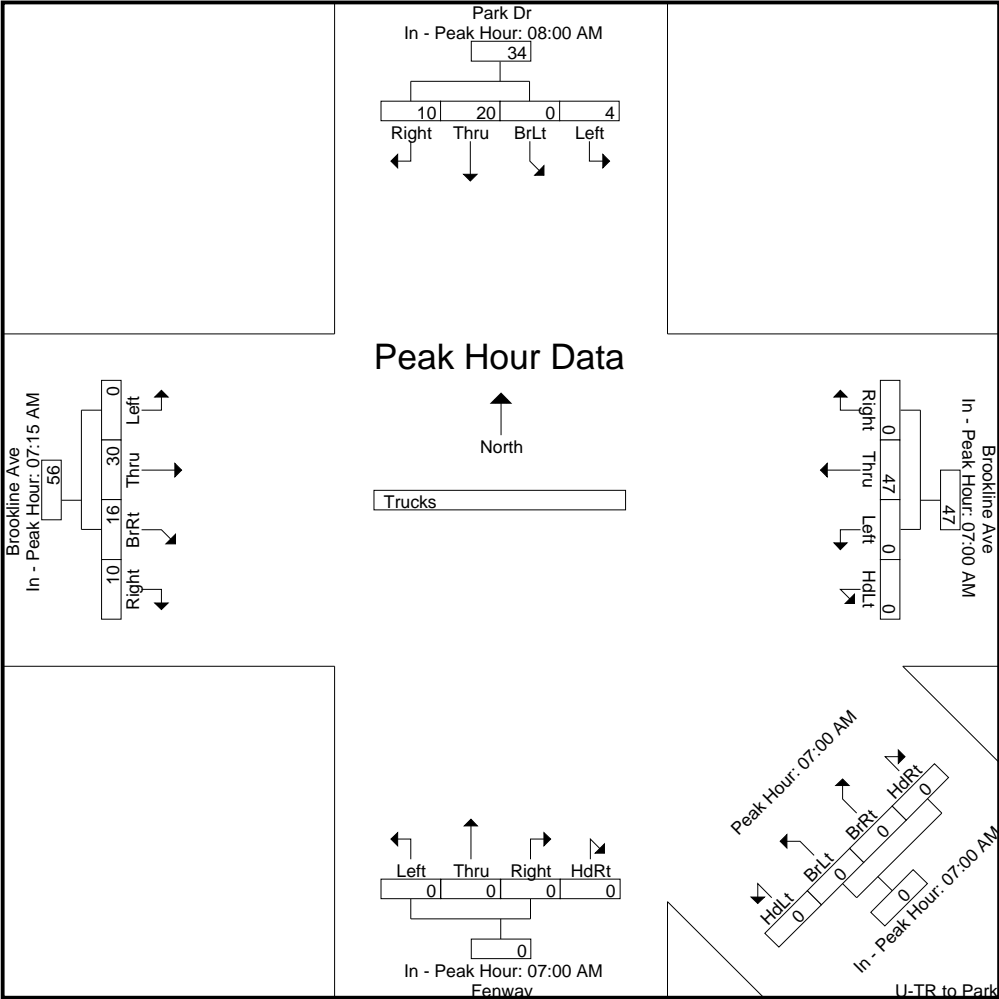 Park Dr
In - Peak Hour: 08:00 AM
34
10 20 0 4
Right Thru BrLt Left
Peak Hour Data
North
Trucks
Brookline Ave
In - Peak Hour: 07:15 AM
56
0 30 16 10
Left Thru BrRt Right
Brookline Ave
In - Peak Hour: 07:00 AM
47
0 47 0 0
Right Thru Left HdLt
Peak Hour: 07:00 AM
HdLt BrLt BrRt HdRt
0 0 0 0
0
In - Peak Hour: 07:00 AM
U-TR to Park
Left Thru Right HdRt
0 0 0 0
0
In - Peak Hour: 07:00 AM
Fenway